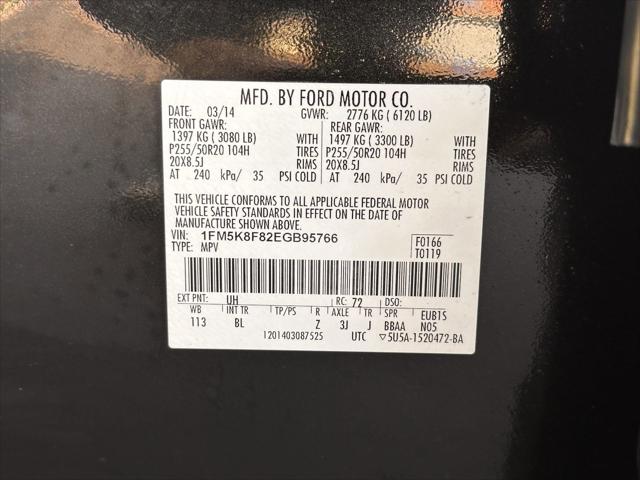 MFD. BY FORD MOTOR CO.
DATE: 03/14 GVWR: 2776 KG ( 6120 LB)
FRONT GAWR: REAR GAWR:
1397 KG ( 3080 LB) WITH 1497 KG ( 3300 LB) WITH
P255/50R20 104H TIRES P255/50R20 104H TIRES
20X8.5J RIMS 20X8.5J RIMS
AT 240 kPa/ 35 PSI COLD AT 240 kPa/ 35 PSI COLD
THIS VEHICLE CONFORMS TO ALL APPLICABLE FEDERAL MOTOR
VEHICLE SAFETY STANDARDS IN EFFECT ON THE DATE OF
MANUFACTURE SHOWN ABOVE.
VIN: 1FM5K8F82EGB95766 F0166
TYPE: MPV T0119
EXT PNT: UH RC: 72 DSO:
WB INT TR TP/PS R AXLE TR SPR EUB1S
113 BL Z 3J J BBAA N05
1201403087525 UTC ▽5U5A-1520472-BA